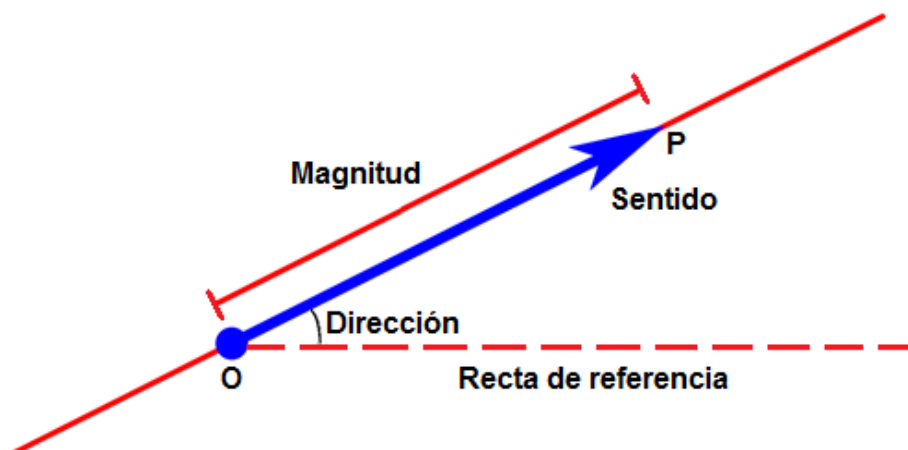 Magnitud
P
Sentido
Dirección
O
Recta de referencia